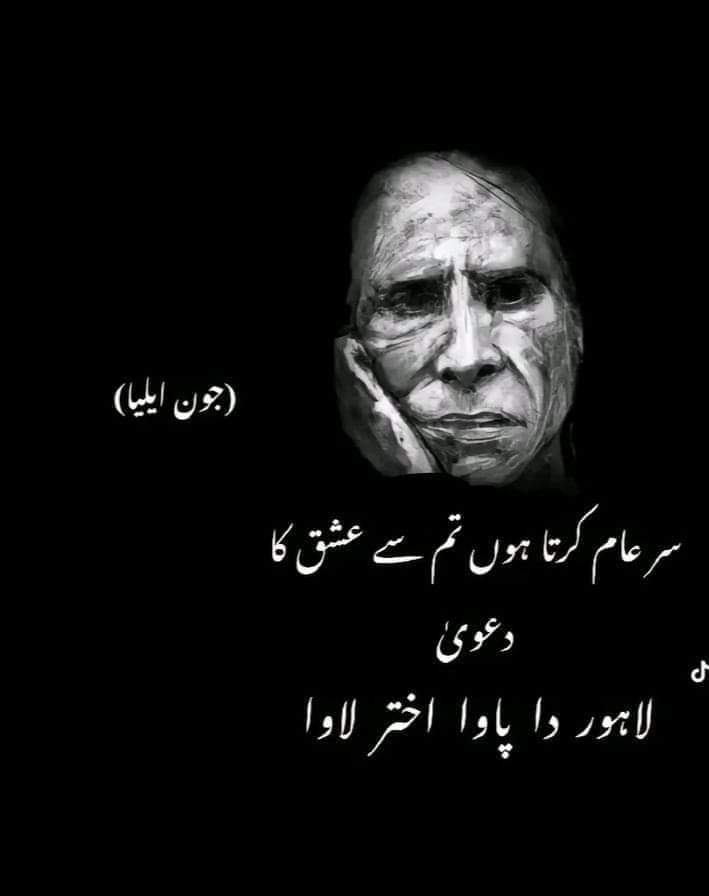 (جون ایلیا)
سر عام کرتا ہوں تم سے عشق کا
دعویٰ
لاہور دا پاوا اختر لاوا